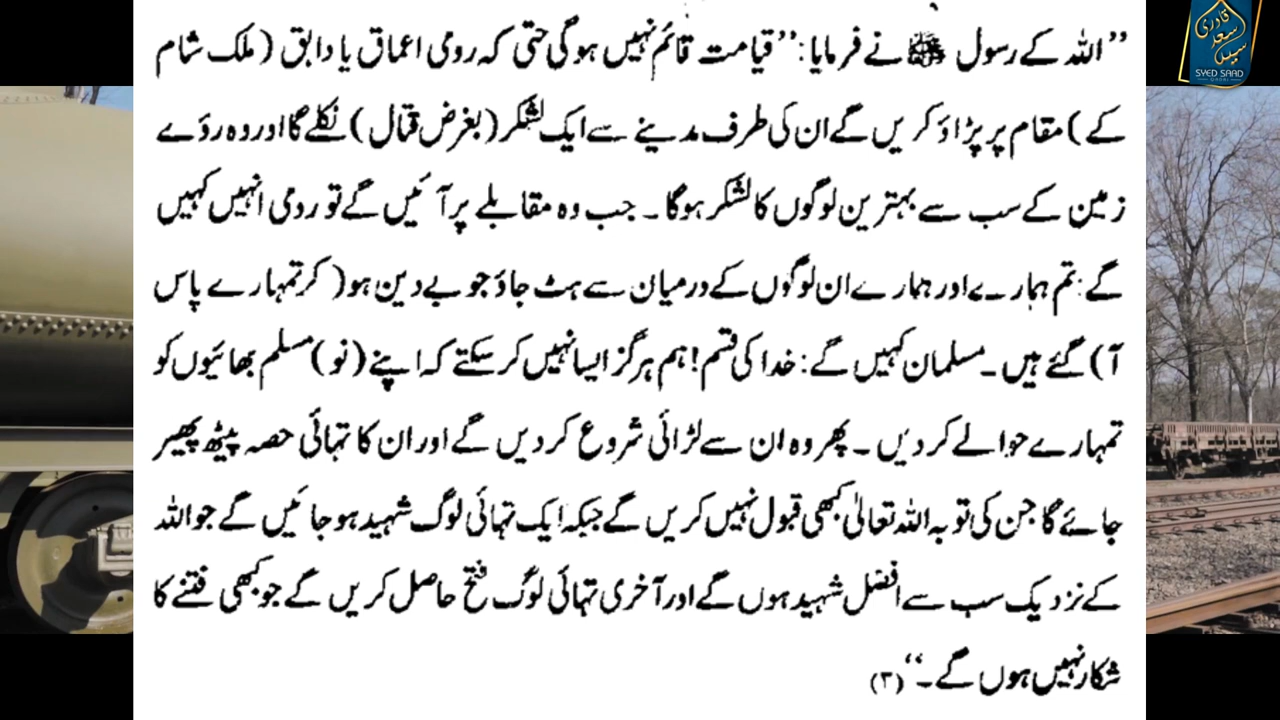 قادری
سعد
سید
SYED SAAD
QADRI
’’اللہ کے رسول ﷺ نے فرمایا: ’’قیامت قائم نہیں ہوگی حتی کہ رومی اعماق یا دابق (ملک شام
کے) مقام پر پڑاؤ کریں گے ان کی طرف مدینے سے ایک لشکر (بغرض قتال) نکلے گا اور وہ روئے
زمین کے سب سے بہترین لوگوں کا لشکر ہوگا۔ جب وہ مقابلے پر آئیں گے تو رومی انہیں کہیں
گے: تم ہمارے اور ہمارے ان لوگوں کے درمیان سے ہٹ جاؤ جو بے دین ہو (کر تمہارے پاس
آ) گئے ہیں۔ مسلمان کہیں گے: خدا کی قسم! ہم ہرگز ایسا نہیں کر سکتے کہ اپنے (نو) مسلم بھائیوں کو
تمہارے حوالے کر دیں۔ پھر وہ ان سے لڑائی شروع کر دیں گے اور ان کا تہائی حصہ پیٹھ پھیر
جائے گا جن کی توبہ اللہ تعالیٰ کبھی قبول نہیں کریں گے جبکہ ایک تہائی لوگ شہید ہو جائیں گے جو اللہ
کے نزدیک سب سے افضل شہید ہوں گے اور آخری تہائی لوگ فتح حاصل کریں گے جو کبھی فتنے کا
شکار نہیں ہوں گے۔‘‘ (۳)